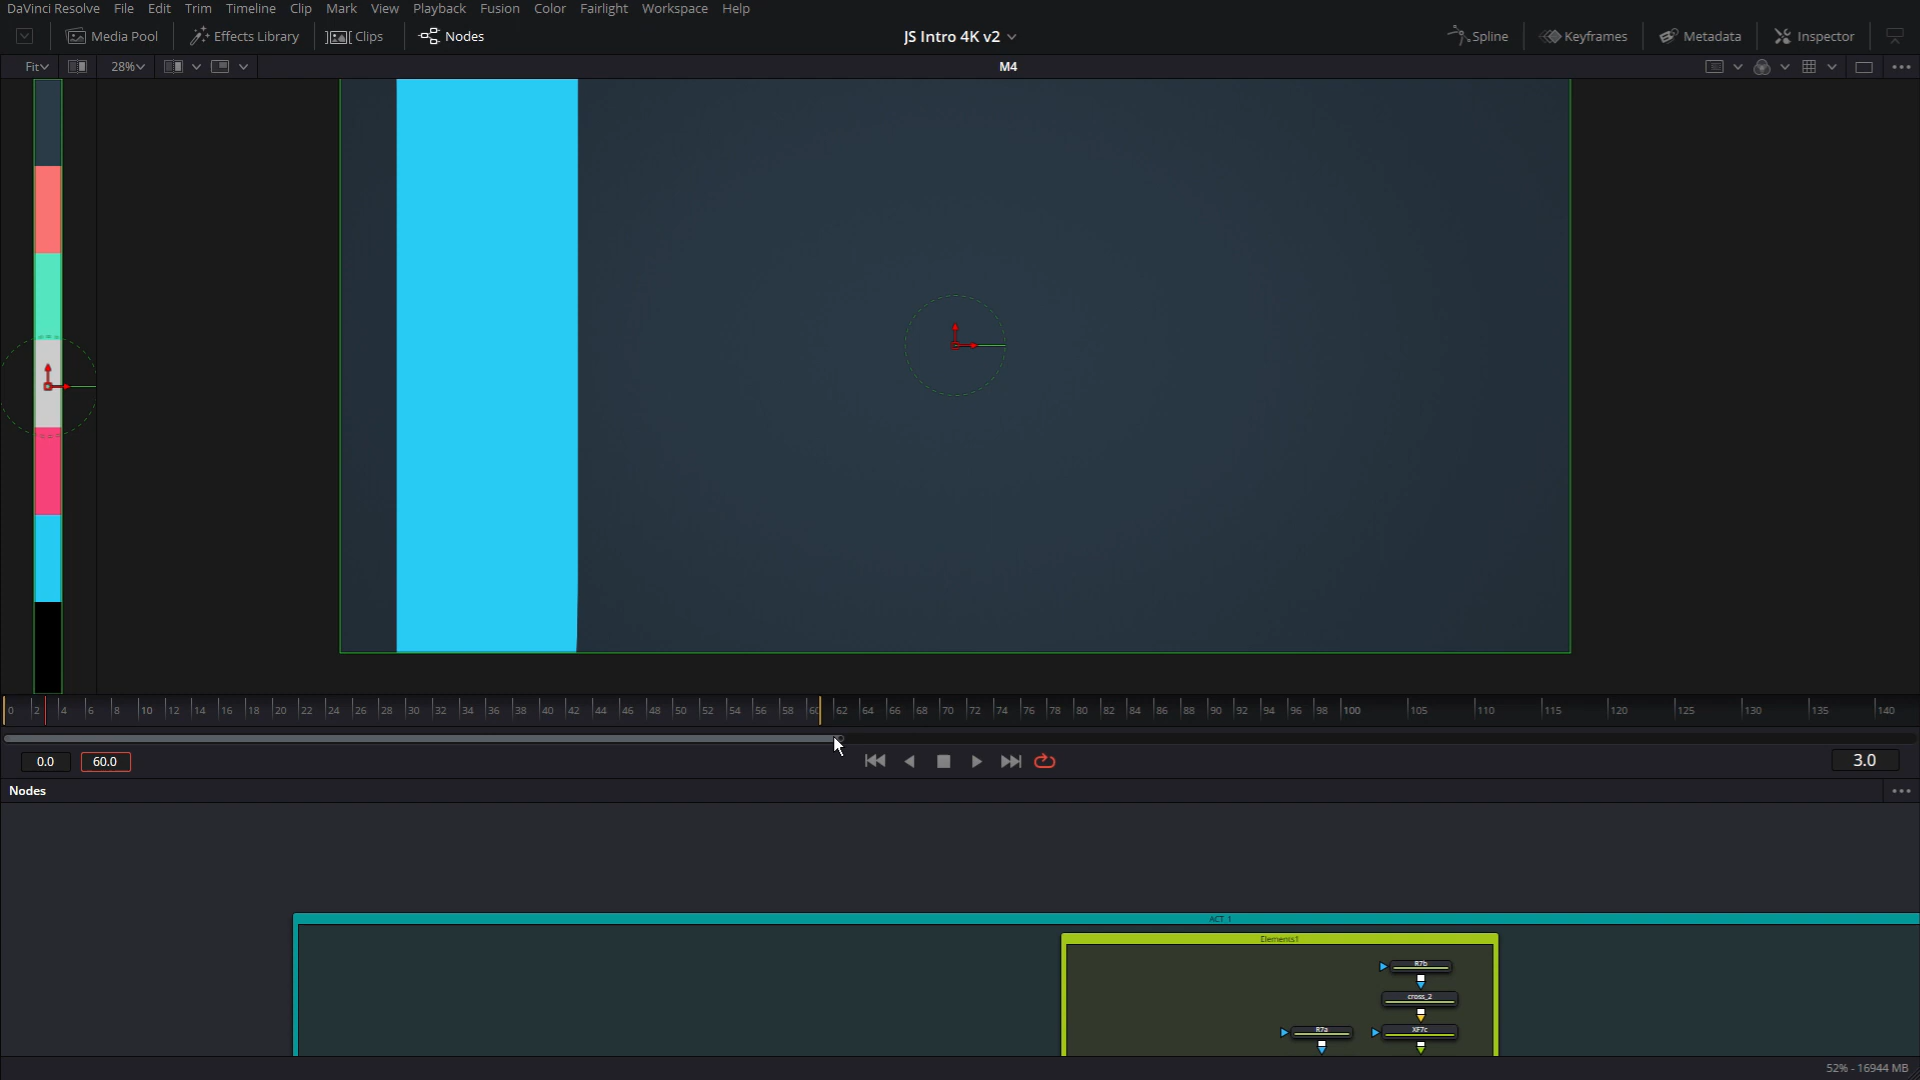 DaVinci Resolve File Edit Trim Timeline Clip Mark View Playback Fusion Color Fairlight Workspace Help
Media Pool Effects Library Clips Nodes JS Intro 4K v2 Spline Keyframes Metadata Inspector
Fit 28% M4
0 2 4 6 8 10 12 14 16 18 20 22 24 26 28 30 32 34 36 38 40 42 44 46 48 50 52 54 56 58 60 62 64 66 68 70 72 74 76 78 80 82 84 86 88 90 92 94 96 98 100 105 110 115 120 125 130 135 140
0.0 60.0 3.0
Nodes
ACT_1
Elements1
R7b
cross_2
R7a XF7c
52% - 16944 MB